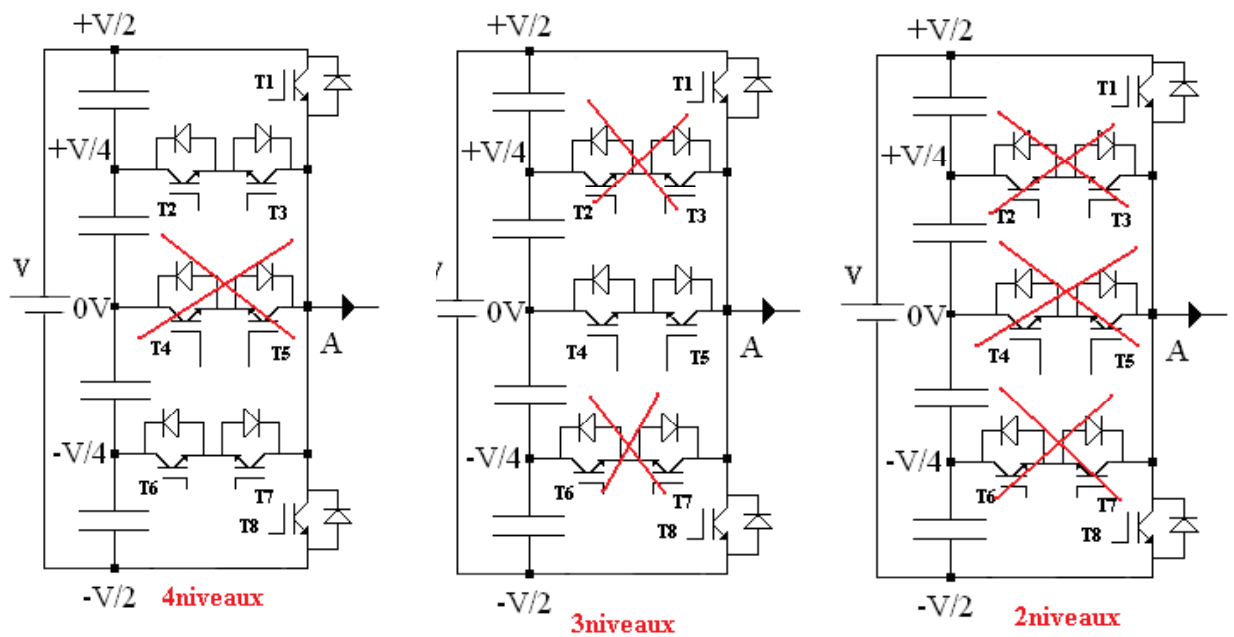 +V/2
T1
+V/4
T2
T3
V
0V
T4
T5
A
-V/4
T6
T7
T8
-V/2
4niveaux
+V/2
T1
+V/4
T2
T3
0V
T4
T5
A
-V/4
T6
T7
T8
-V/2
3niveaux
+V/2
T1
+V/4
T2
T3
V
0V
T4
T5
A
-V/4
T6
T7
T8
-V/2
2niveaux